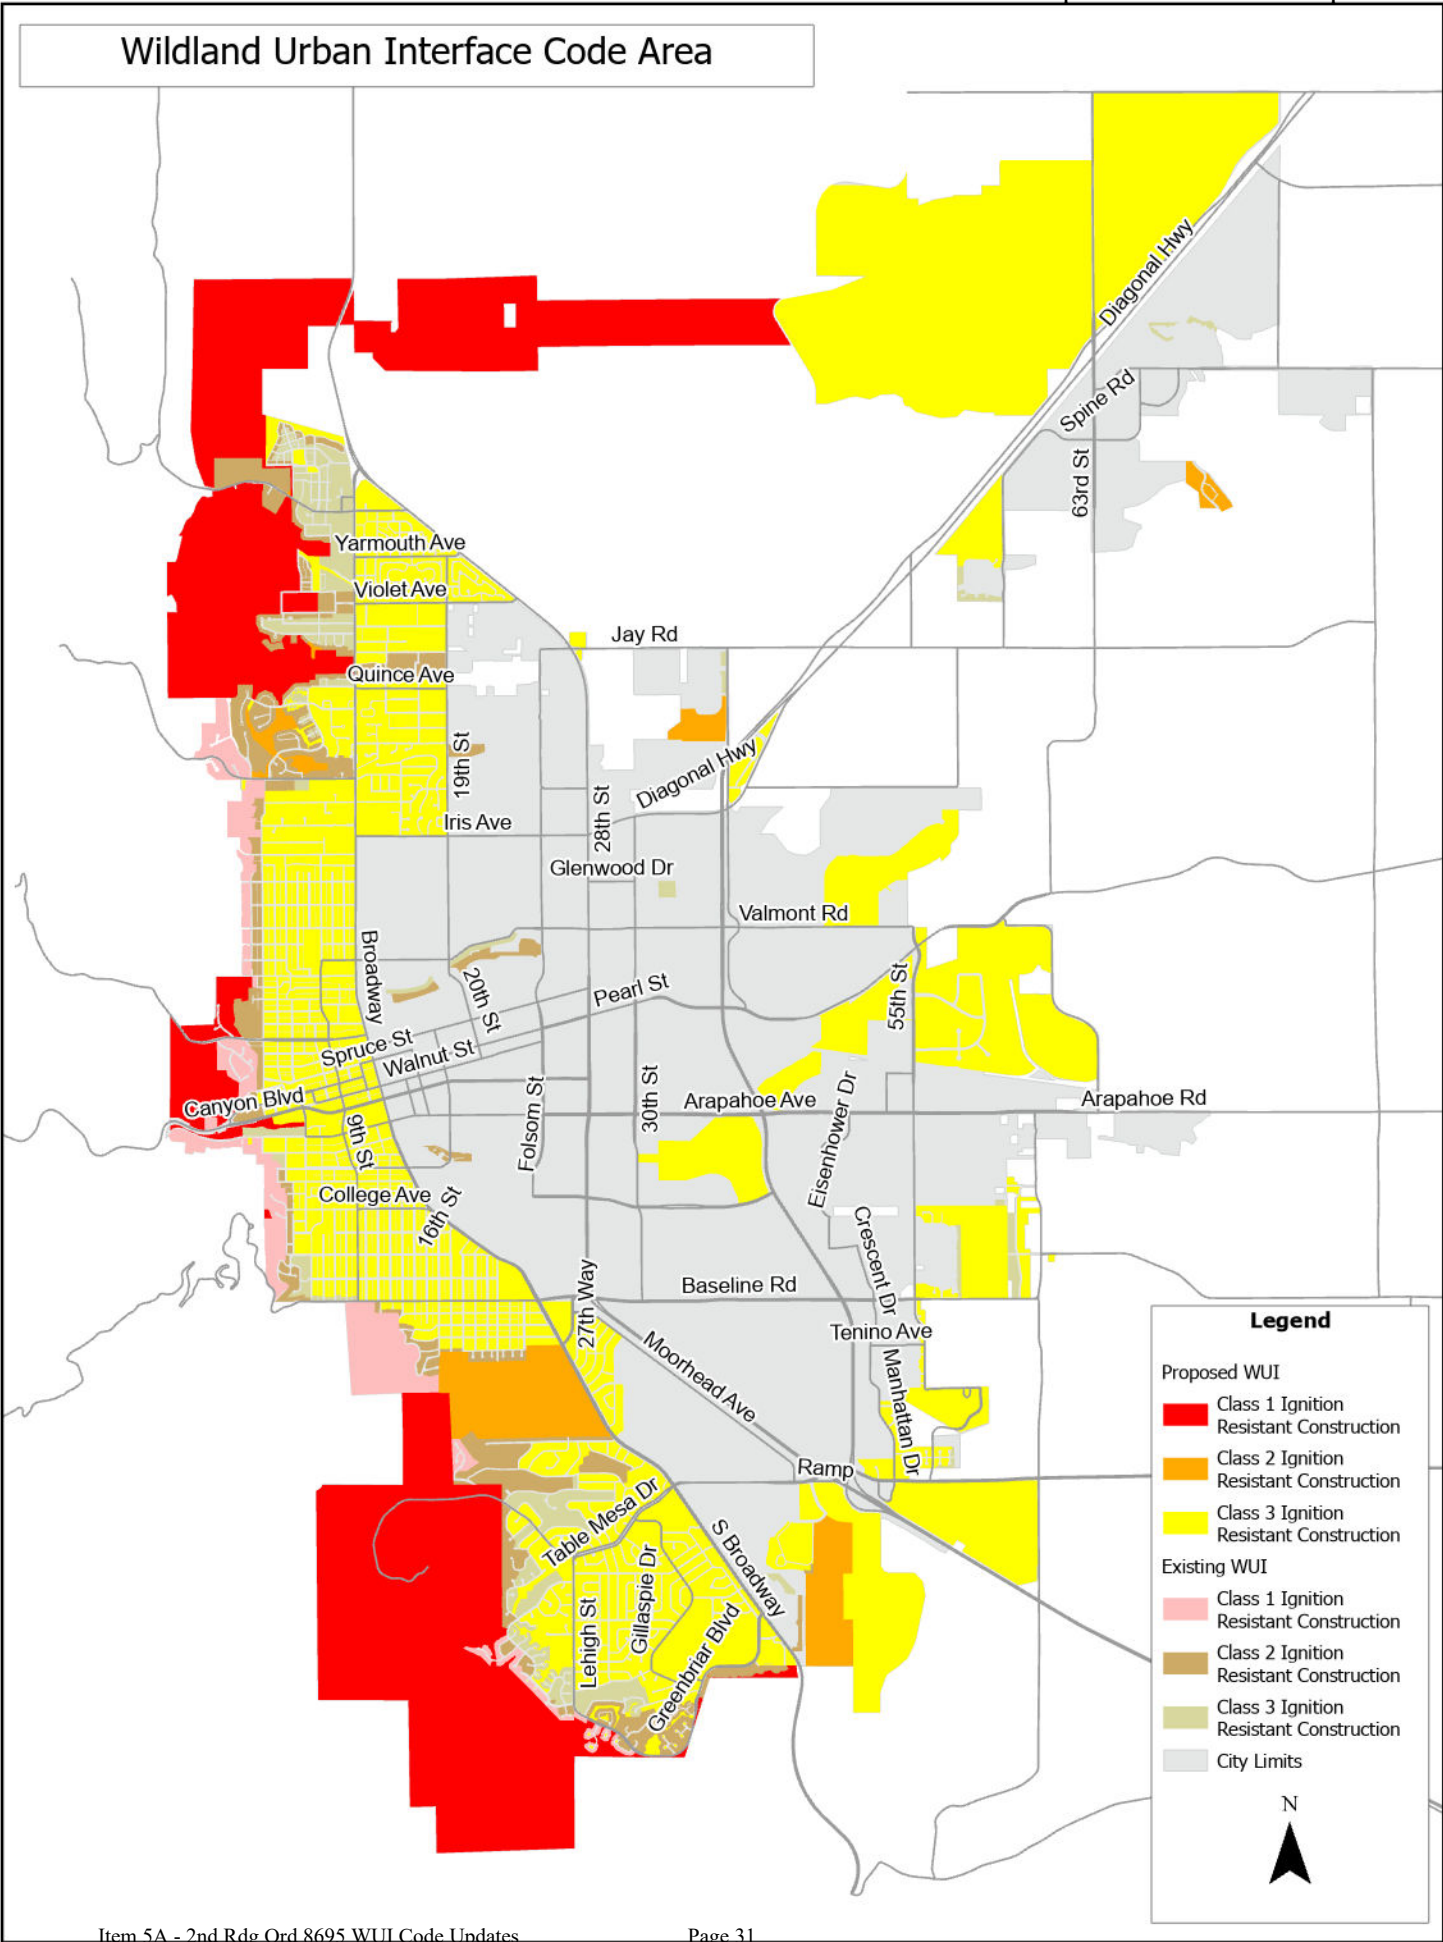 Wildland Urban Interface Code Area
Diagonal Hwy
Spine Rd
63rd St
Yarmouth Ave
Violet Ave
Jay Rd
Quince Ave
19th St
Diagonal Hwy
28th St
Iris Ave
Glenwood Dr
Valmont Rd
Broadway
20th St
Pearl St
55th St
Spruce St
Walnut St
Canyon Blvd
Arapahoe Ave
Arapahoe Rd
30th St
Folsom St
Eisenhower Dr
9th St
College Ave
16th St
Crescent Dr
27th Way
Baseline Rd
Tenino Ave
Moorhead Ave
Manhattan Dr
Ramp
Table Mesa Dr
S Broadway
Gillaspie Dr
Lehigh St
Greenbriar Blvd
Legend
Proposed WUI
Class 1 Ignition
Resistant Construction
Class 2 Ignition
Resistant Construction
Class 3 Ignition
Resistant Construction
Existing WUI
Class 1 Ignition
Resistant Construction
Class 2 Ignition
Resistant Construction
Class 3 Ignition
Resistant Construction
City Limits
N
Item 5A - 2nd Rdg Ord 8695 WUI Code Updates
Page 31